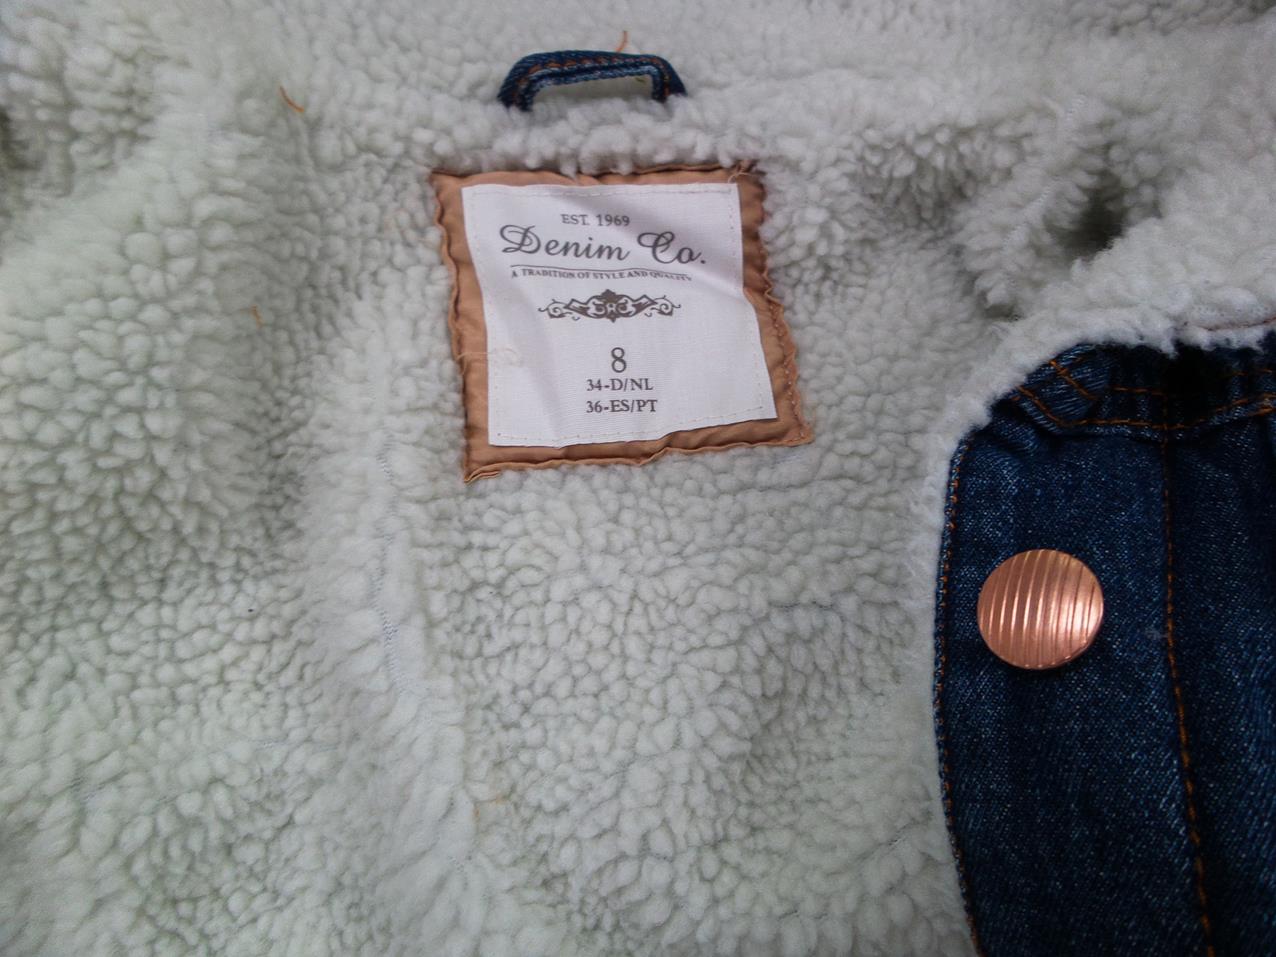 EST. 1969
Denim Co.
A TRADITION OF STYLE AND QUALITY
8
34-D/NL
36-ES/PT